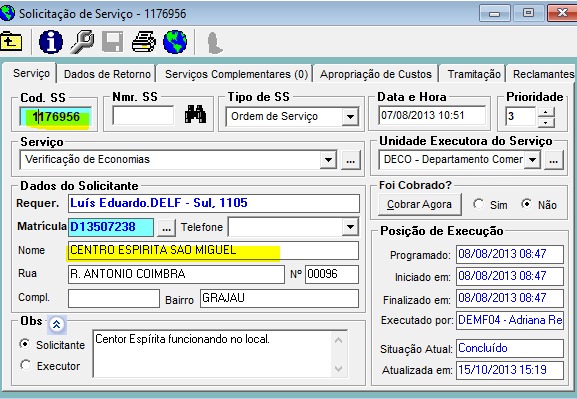 Solicitação de Serviço - 1176956
Serviço Dados de Retorno Serviços Complementares (0) Apropriação de Custos Tramitação Reclamantes
Cod. SS Nmr. SS Tipo de SS Data e Hora Prioridade
1176956 Ordem de Serviço 07/08/2013 10:51 3
Serviço Unidade Executora do Serviço
Verificação de Economias ... DECO - Departamento Comer ...
Dados do Solicitante Foi Cobrado?
Requer. Luís Eduardo.DELF - Sul, 1105 Cobrar Agora Sim Não
Matrícula D13507238 ... Telefone Posição de Execução
Nome CENTRO ESPIRITA SAO MIGUEL Programado: 08/08/2013 08:47
Rua R. ANTONIO COIMBRA Nº 00096 Iniciado em: 08/08/2013 08:47
Compl. Bairro GRAJAU Finalizado em: 08/08/2013 08:47
Obs Executado por: DEMF04 - Adriana Re
Solicitante Centor Espírita funcionando no local. Situação Atual: Concluído
Executor Atualizada em: 15/10/2013 15:19